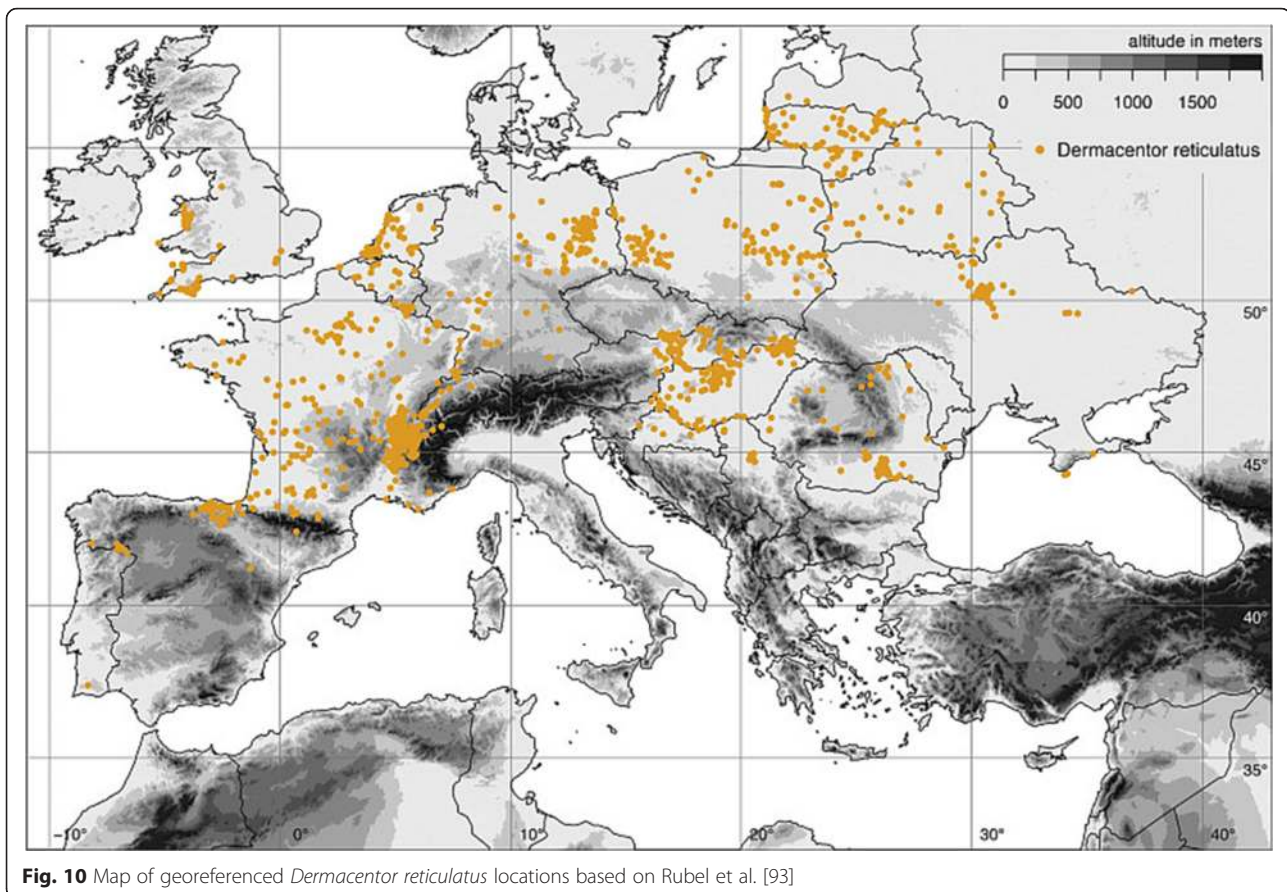 altitude in meters
0 500 1000 1500
Dermacentor reticulatus
50°
45°
40°
35°
−10° 0° 10° 20° 30° 40°
Fig. 10 Map of georeferenced Dermacentor reticulatus locations based on Rubel et al. [93]